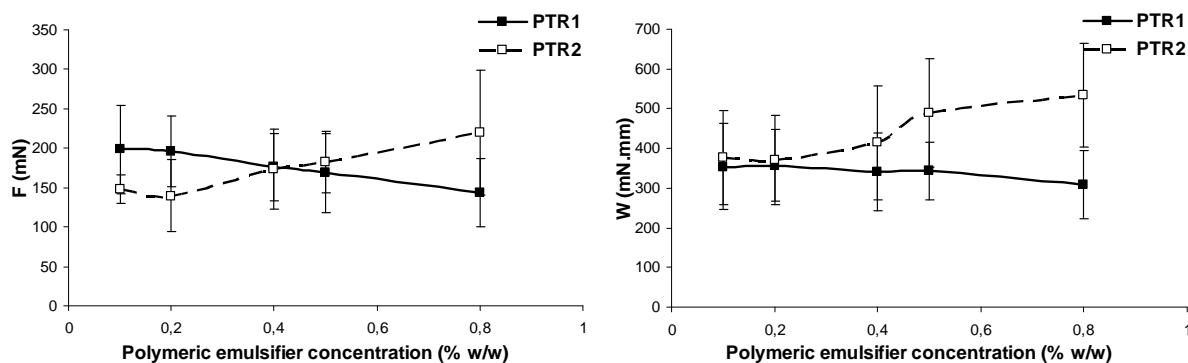 PTR1
PTR2
350
300
250
200
150
100
50
0
F (mN)
0 0,2 0,4 0,6 0,8 1
Polymeric emulsifier concentration (% w/w)
PTR1
PTR2
700
600
500
400
300
200
100
0
W (mN.mm)
0 0,2 0,4 0,6 0,8 1
Polymeric emulsifier concentration (% w/w)